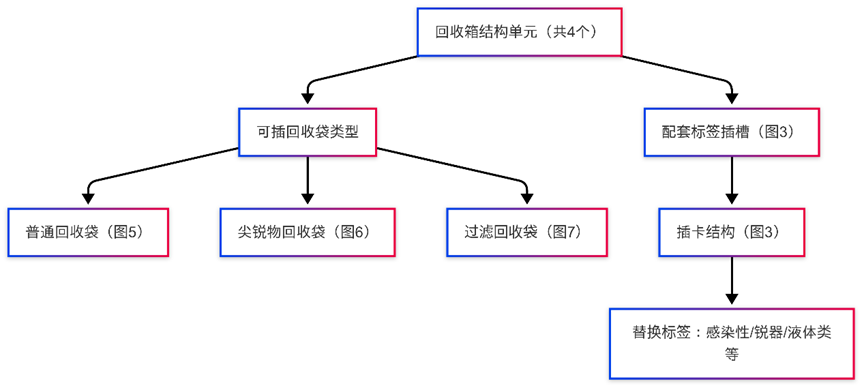 回收箱结构单元（共4个）
可插回收袋类型
配套标签插槽（图3）
普通回收袋（图5）
尖锐物回收袋（图6）
过滤回收袋（图7）
插卡结构（图3）
替换标签：感染性/锐器/液体类
等